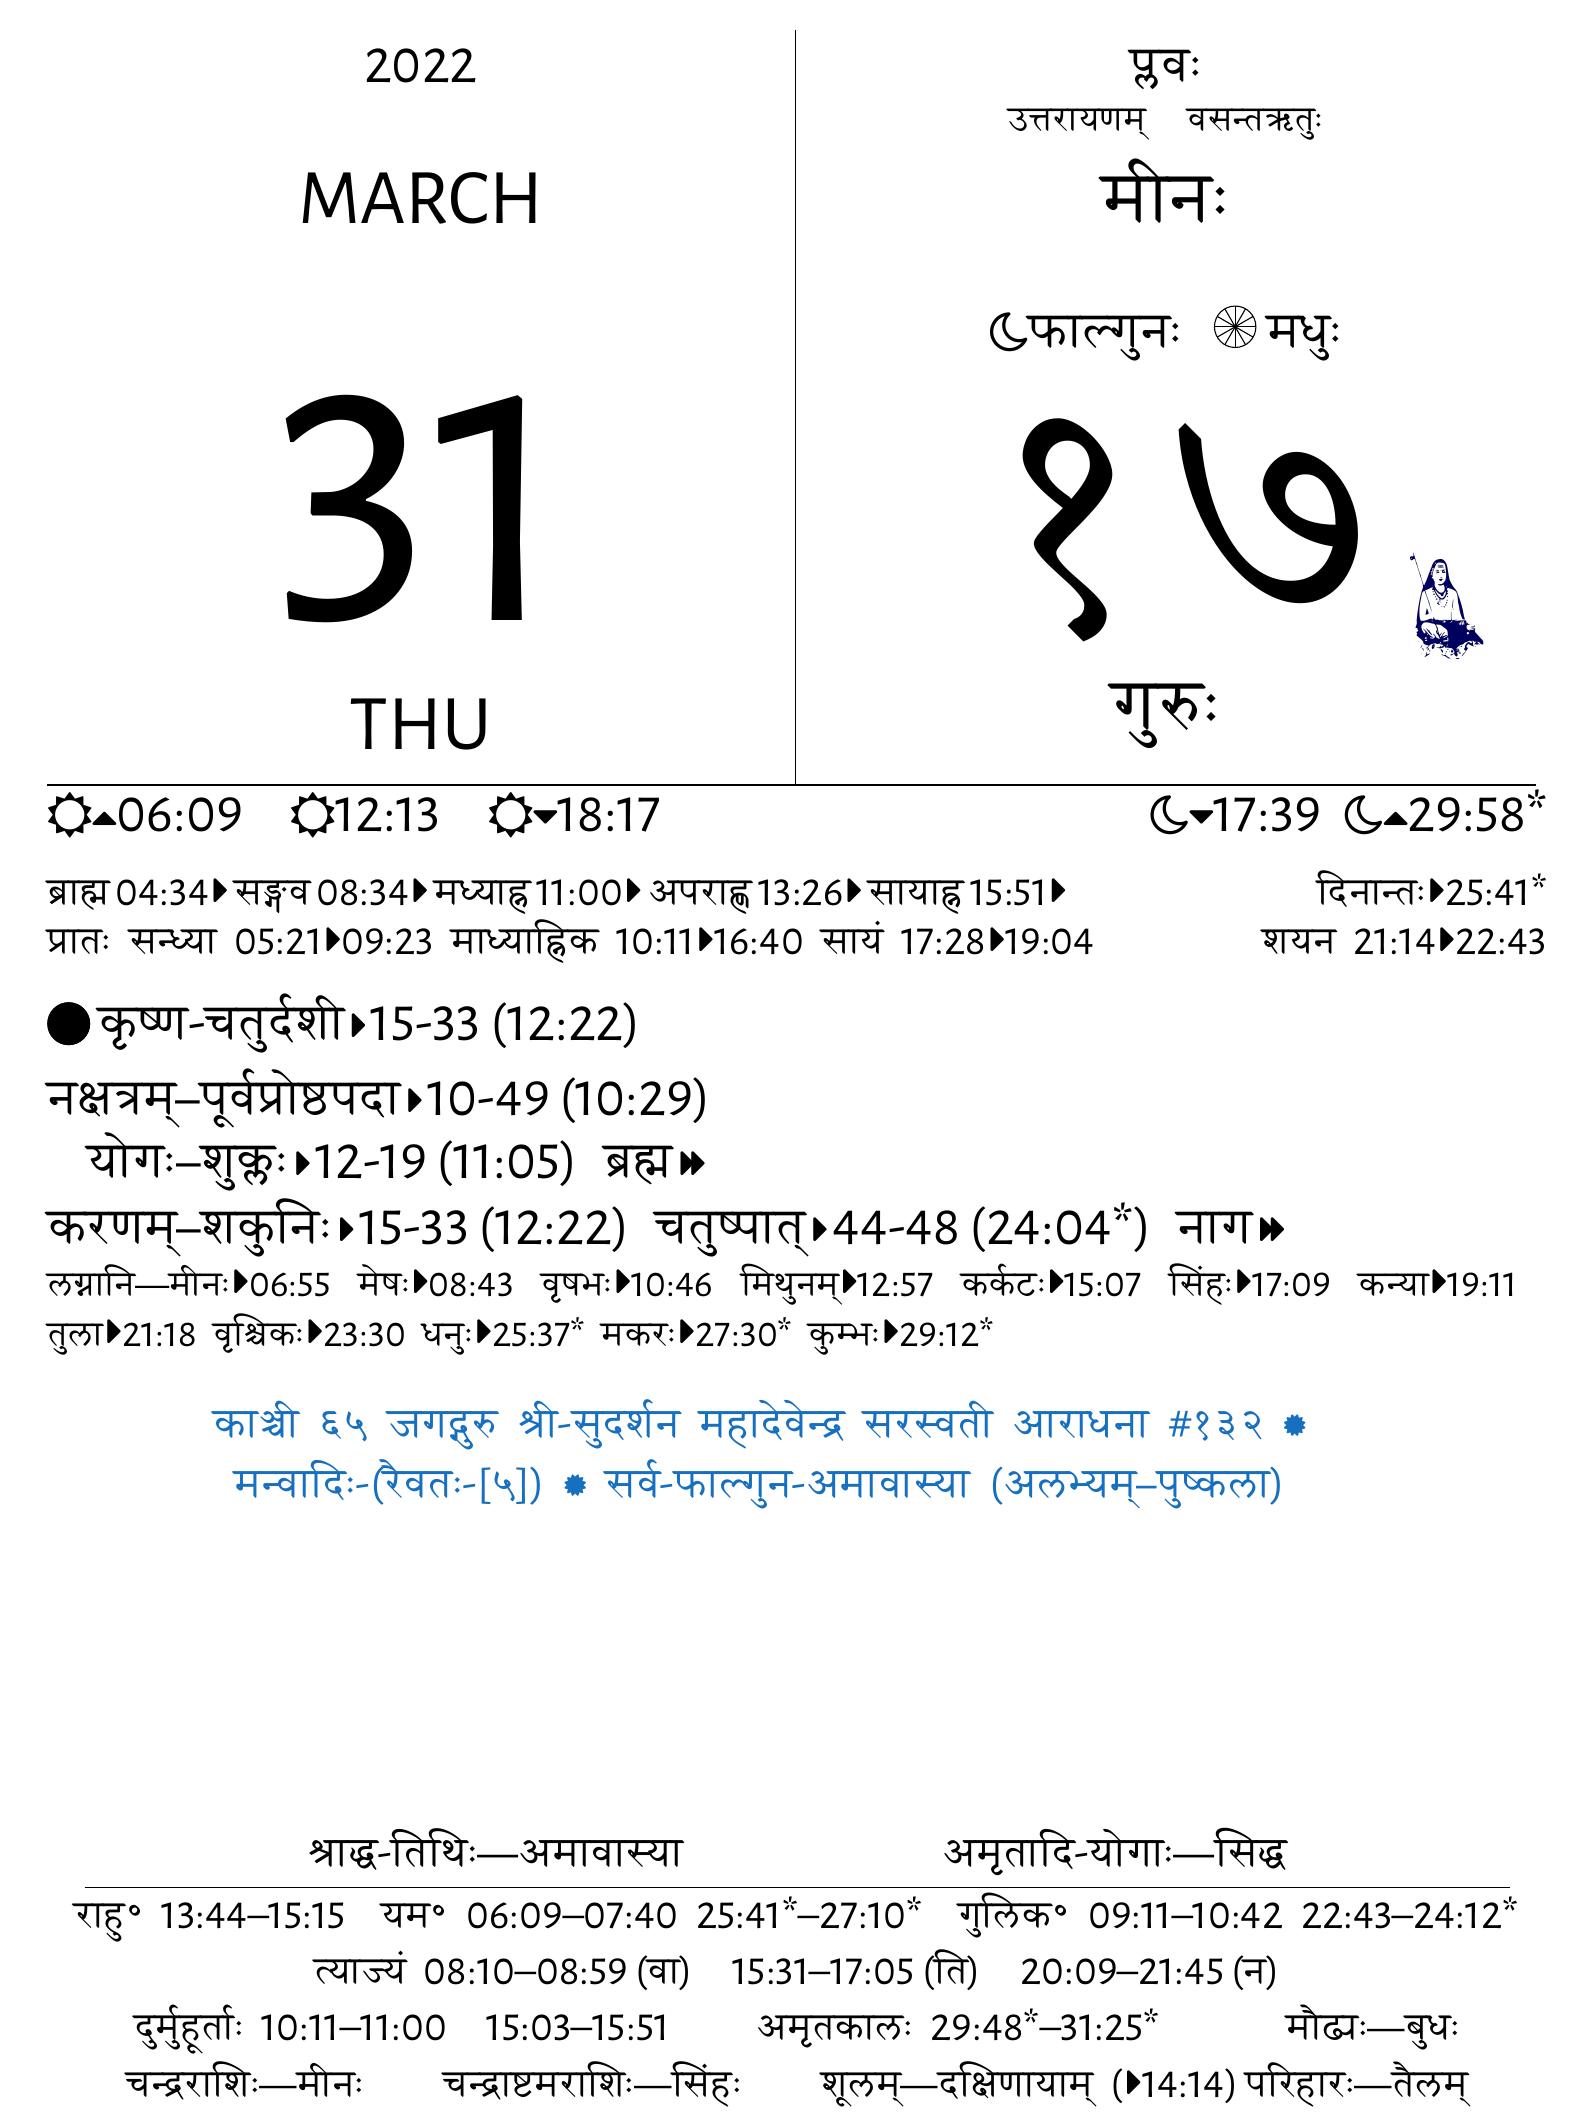 2022
MARCH
31
THU
प्लवः
उत्तरायणम् वसन्तऋतुः
मीनः
फाल्गुनः मधुः
१७
गुरुः
06:09 12:13 18:17 17:39 29:58*
ब्राह्म 04:34 सङ्गव 08:34 मध्याह्न 11:00 अपराह्ण 13:26 सायाह्न 15:51 दिनान्तः 25:41*
प्रातः सन्ध्या 05:21 09:23 माध्याह्निक 10:11 16:40 सायं 17:28 19:04 शयन 21:14 22:43
कृष्ण-चतुर्दशी 15-33 (12:22)
नक्षत्रम्–पूर्वप्रोष्ठपदा 10-49 (10:29)
योगः–शुक्लः 12-19 (11:05) ब्रह्म
करणम्–शकुनिः 15-33 (12:22) चतुष्पात् 44-48 (24:04*) नाग
लग्नानि—मीनः 06:55 मेषः 08:43 वृषभः 10:46 मिथुनम् 12:57 कर्कटः 15:07 सिंहः 17:09 कन्या 19:11
तुला 21:18 वृश्चिकः 23:30 धनुः 25:37* मकरः 27:30* कुम्भः 29:12*
काञ्ची ६५ जगद्गुरु श्री-सुदर्शन महादेवेन्द्र सरस्वती आराधना #१३२
मन्वादिः-(रैवतः-[५]) सर्व-फाल्गुन-अमावास्या (अलभ्यम्–पुष्कला)
श्राद्ध-तिथिः—अमावास्या अमृतादि-योगाः—सिद्ध
राहु॰ 13:44–15:15 यम॰ 06:09–07:40 25:41*–27:10* गुलिक॰ 09:11–10:42 22:43–24:12*
त्याज्यं 08:10–08:59 (वा) 15:31–17:05 (ति) 20:09–21:45 (न)
दुर्मुहूर्ताः 10:11–11:00 15:03–15:51 अमृतकालः 29:48*–31:25* मौढ्यः—बुधः
चन्द्रराशिः—मीनः चन्द्राष्टमराशिः—सिंहः शूलम्—दक्षिणायाम् (14:14) परिहारः—तैलम्